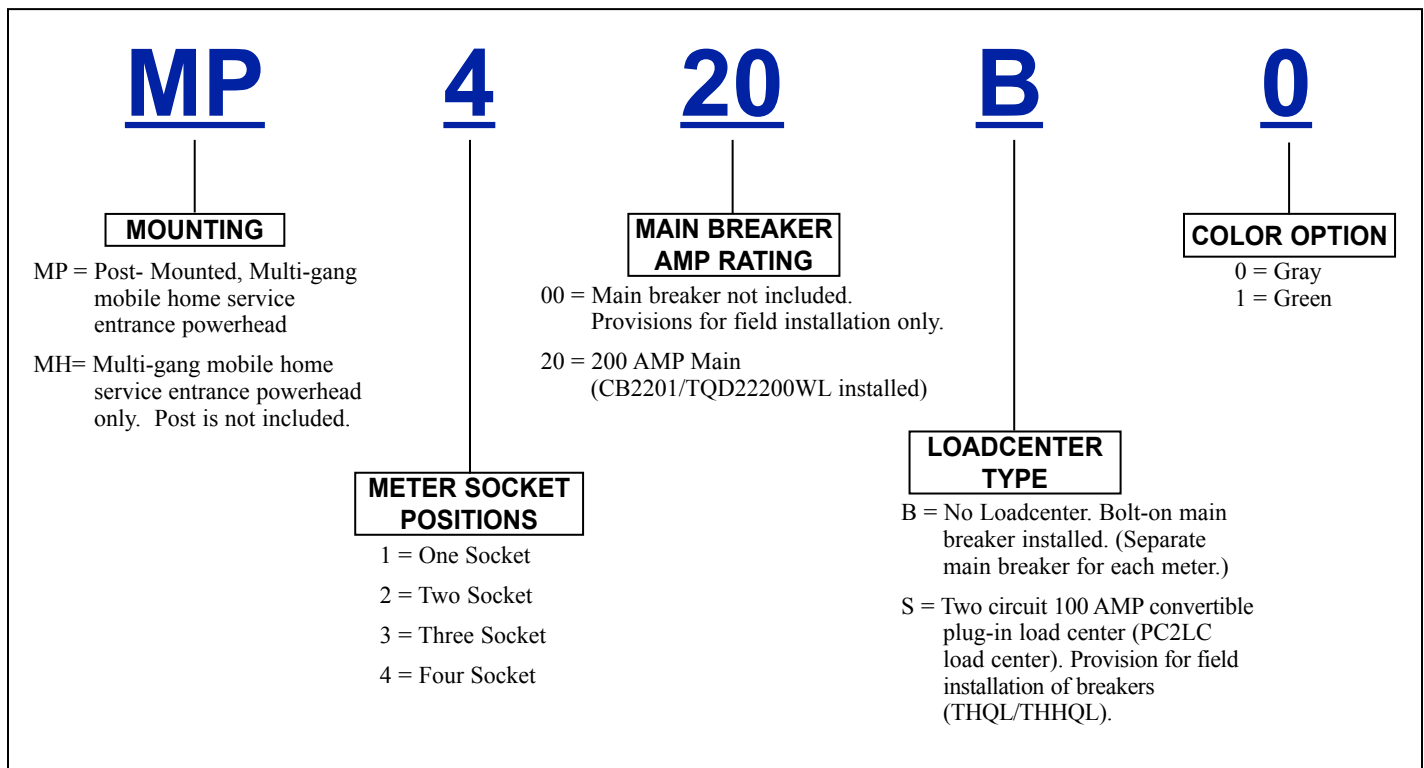 MP 4 20 B 0
MOUNTING
MP = Post- Mounted, Multi-gang
mobile home service
entrance powerhead
MH= Multi-gang mobile home
service entrance powerhead
only. Post is not included.
METER SOCKET
POSITIONS
1 = One Socket
2 = Two Socket
3 = Three Socket
4 = Four Socket
MAIN BREAKER
AMP RATING
00 = Main breaker not included.
Provisions for field installation only.
20 = 200 AMP Main
(CB2201/TQD22200WL installed)
LOADCENTER
TYPE
B = No Loadcenter. Bolt-on main
breaker installed. (Separate
main breaker for each meter.)
S = Two circuit 100 AMP convertible
plug-in load center (PC2LC
load center). Provision for field
installation of breakers
(THQL/THHQL).
COLOR OPTION
0 = Gray
1 = Green